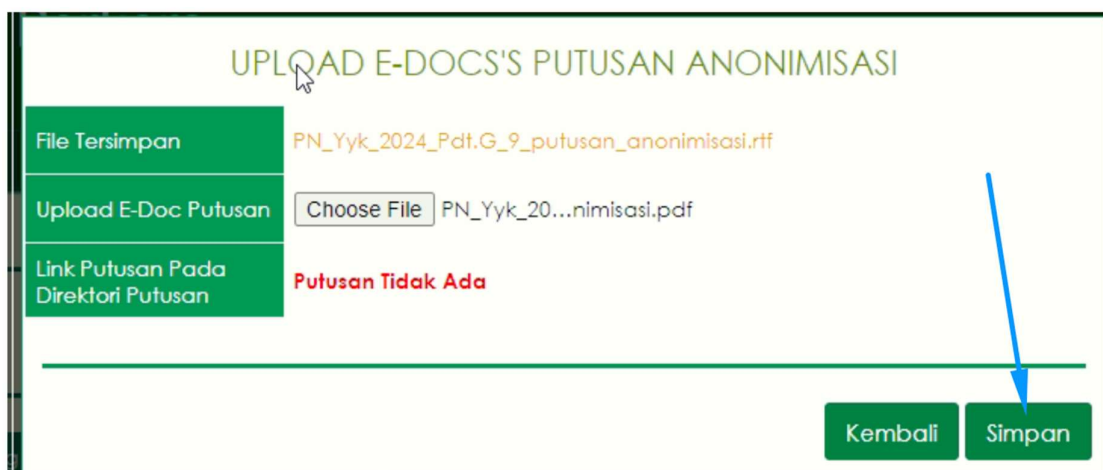 UPLOAD E-DOCS'S PUTUSAN ANONIMISASI
File Tersimpan
PN_Yyk_2024_Pdt.G_9_putusan_anonimisasi.rtf
Upload E-Doc Putusan
Choose File PN_Yyk_20...nimisasi.pdf
Link Putusan Pada
Direktori Putusan
Putusan Tidak Ada
Kembali
Simpan